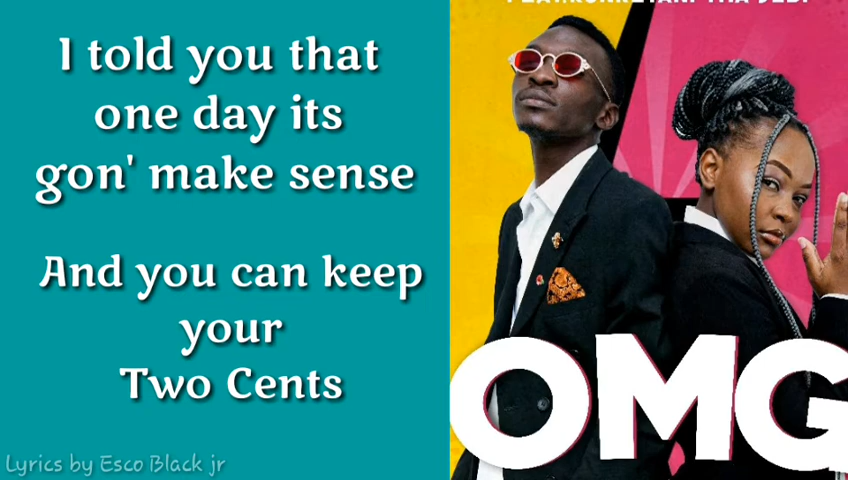 I told you that
one day its
gon' make sense
And you can keep
your
Two Cents
Lyrics by Esco Black jr
OMG